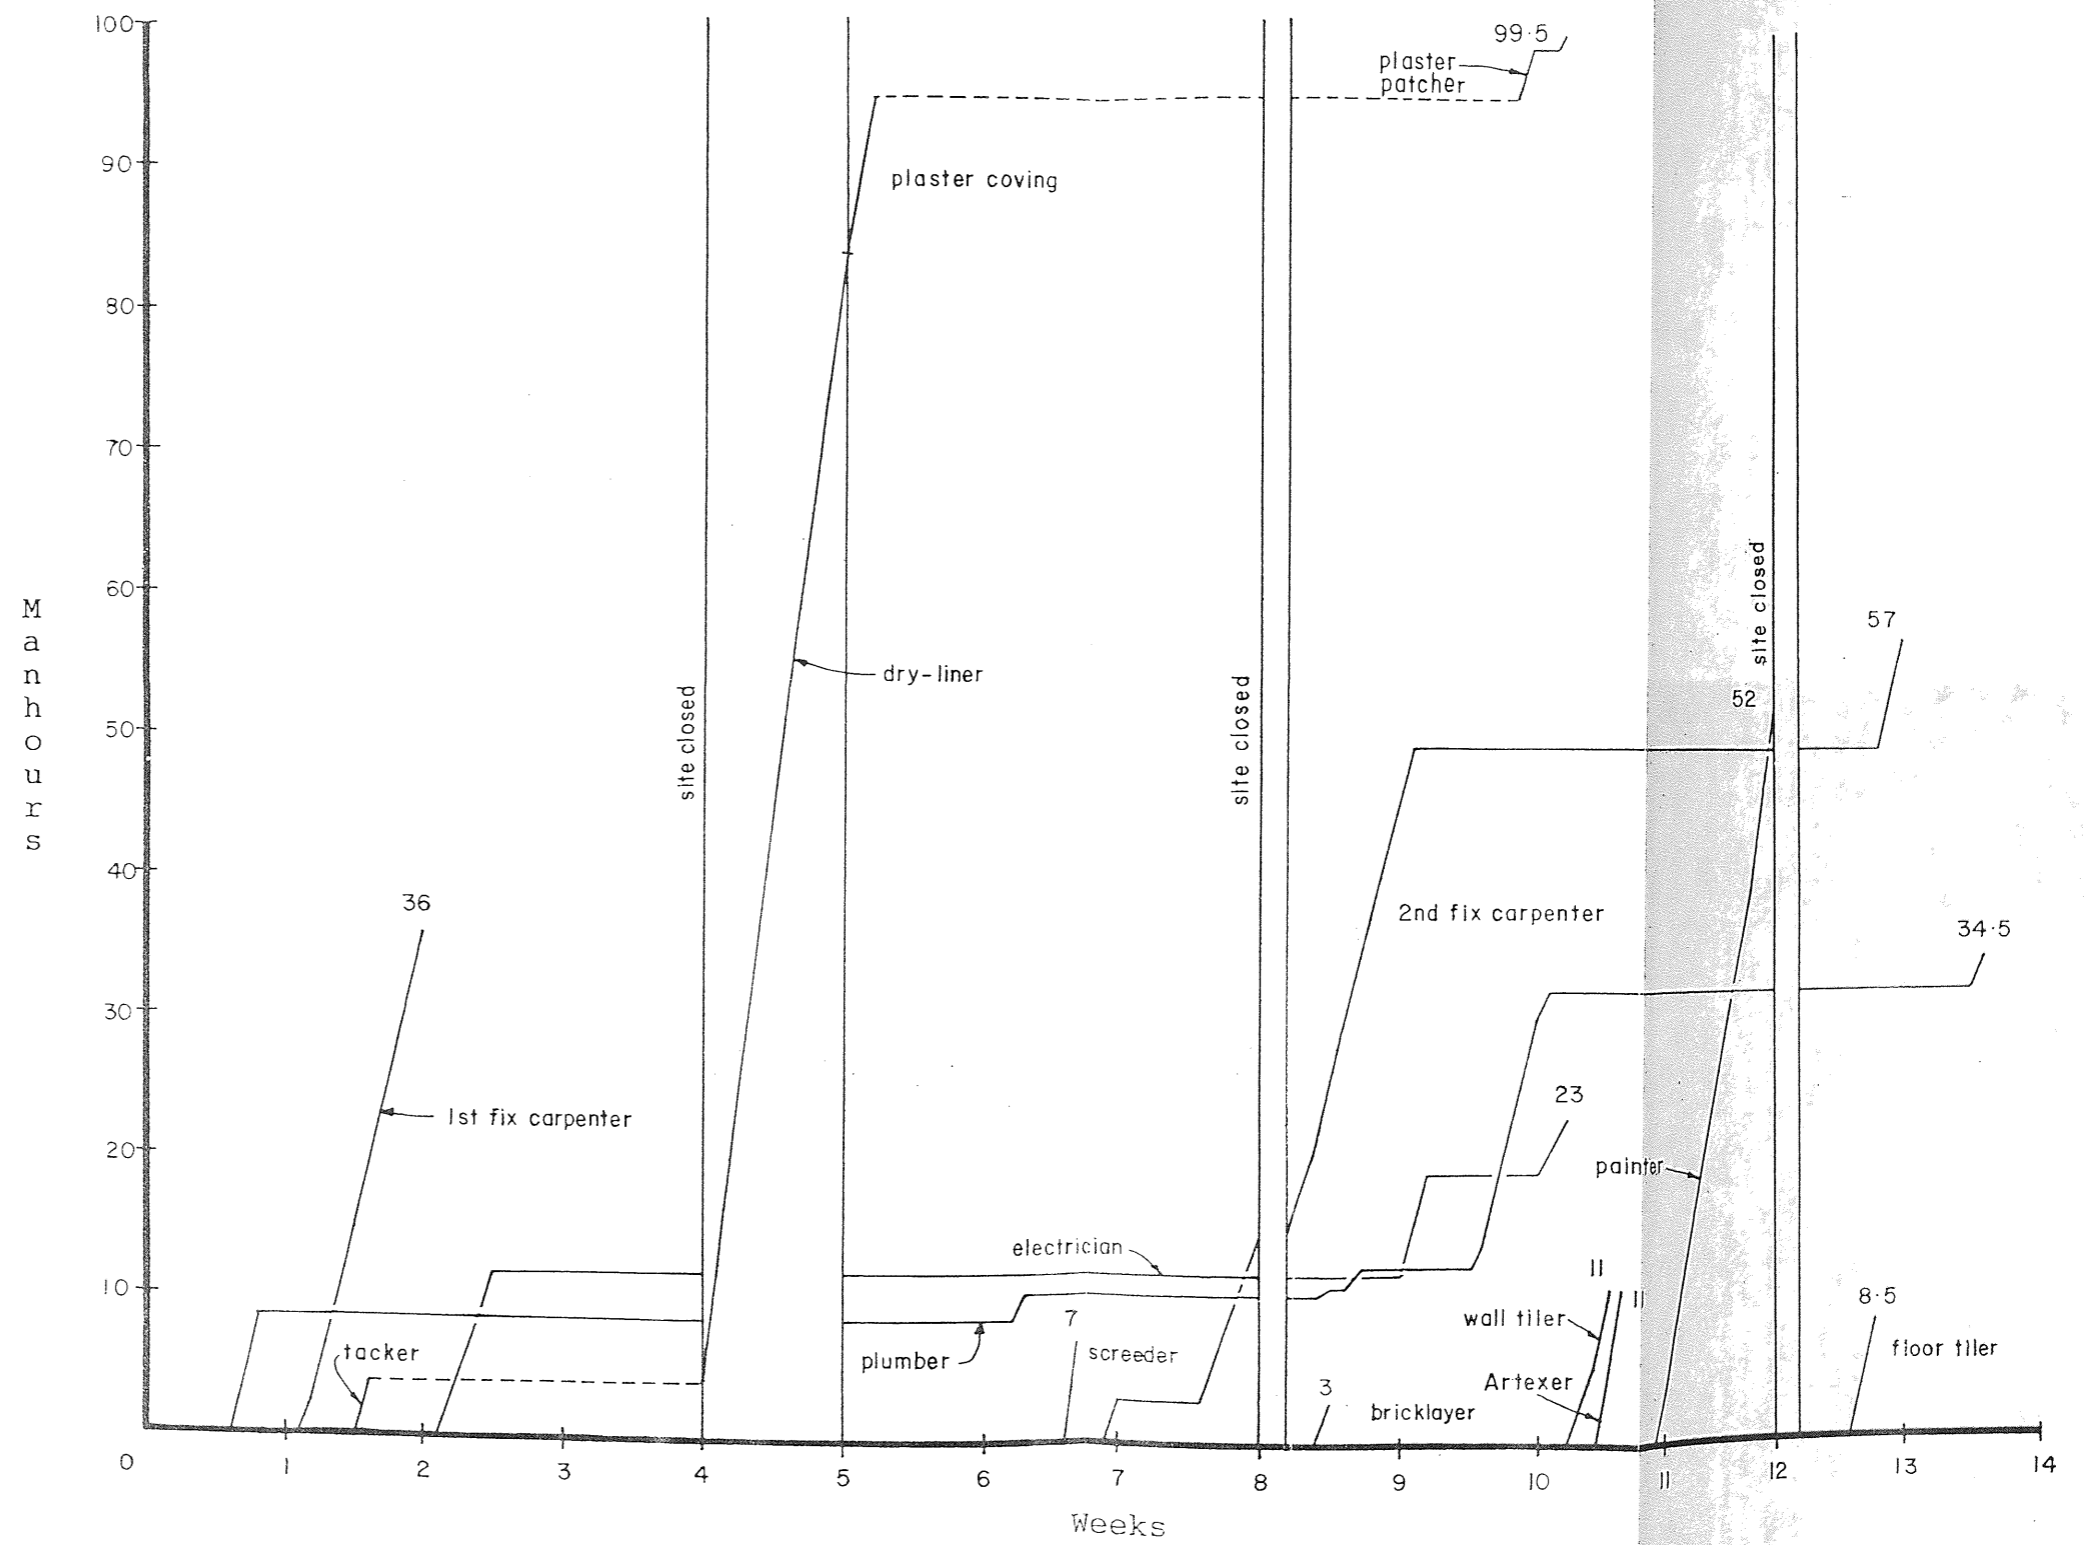 100
99·5
plaster
patcher
90
plaster coving
80
70
site closed
60
Manhours
57
dry-liner
site closed
site closed
52
50
40
36
2nd fix carpenter
34·5
30
23
1st fix carpenter
20
painter
electrician
11
11
10
8·5
7
wall tiler
tacker
screeder
plumber
floor tiler
Artexer
3
bricklayer
0
1
2
3
4
5
6
7
8
9
10
11
12
13
14
Weeks